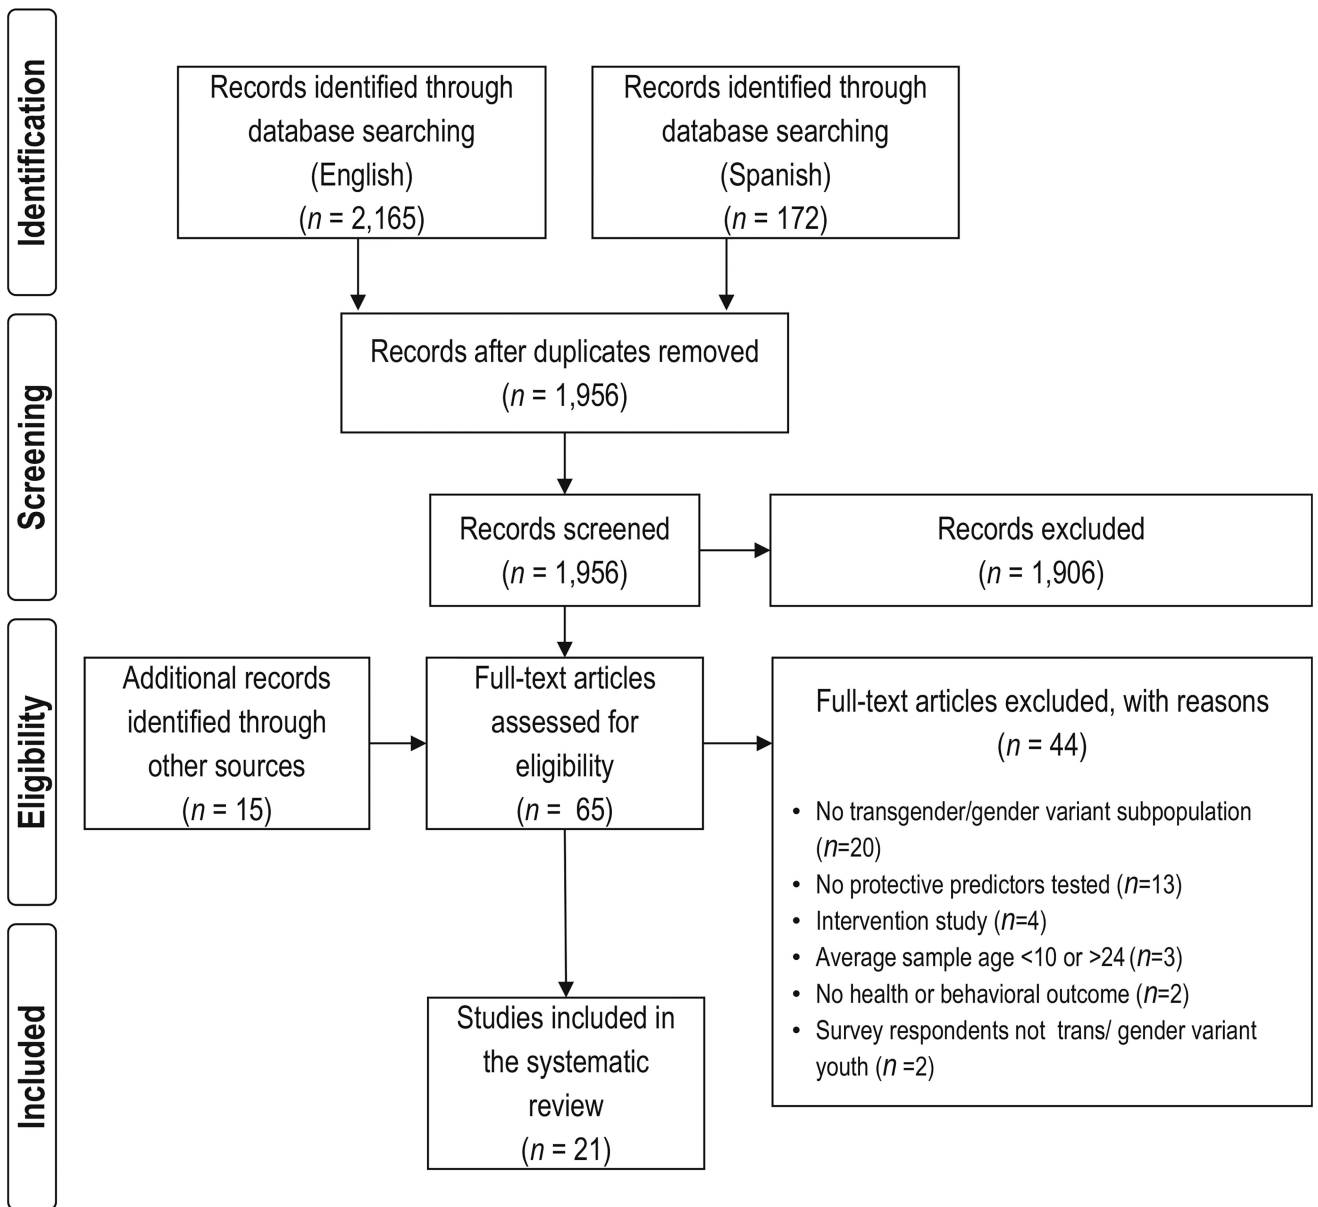 Identification
Records identified through
database searching
(English)
(n = 2,165)
Records identified through
database searching
(Spanish)
(n = 172)
Screening
Records after duplicates removed
(n = 1,956)
Records screened
(n = 1,956)
Records excluded
(n = 1,906)
Eligibility
Additional records
identified through
other sources
(n = 15)
Full-text articles
assessed for
eligibility
(n =  65)
Full-text articles excluded, with reasons
(n = 44)
• No transgender/gender variant subpopulation
(n=20)
• No protective predictors tested (n=13)
• Intervention study (n=4)
• Average sample age <10 or >24 (n=3)
• No health or behavioral outcome (n=2)
• Survey respondents not  trans/ gender variant
youth (n =2)
Included
Studies included in
the systematic
review
(n = 21)